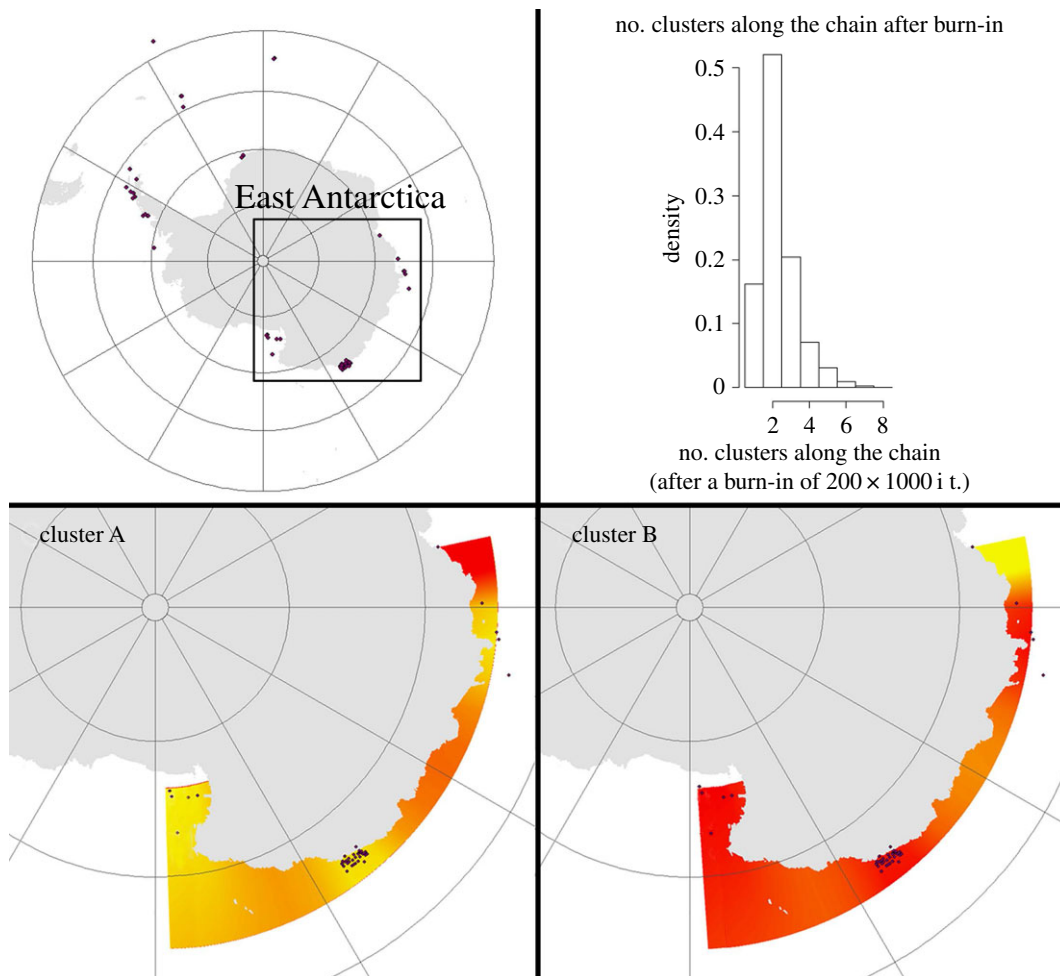 East Antarctica
no. clusters along the chain after burn-in
0.5
0.4
0.3
0.2
0.1
0
density
2 4 6 8
no. clusters along the chain
(after a burn-in of 200 × 1000 i t.)
cluster A
cluster B